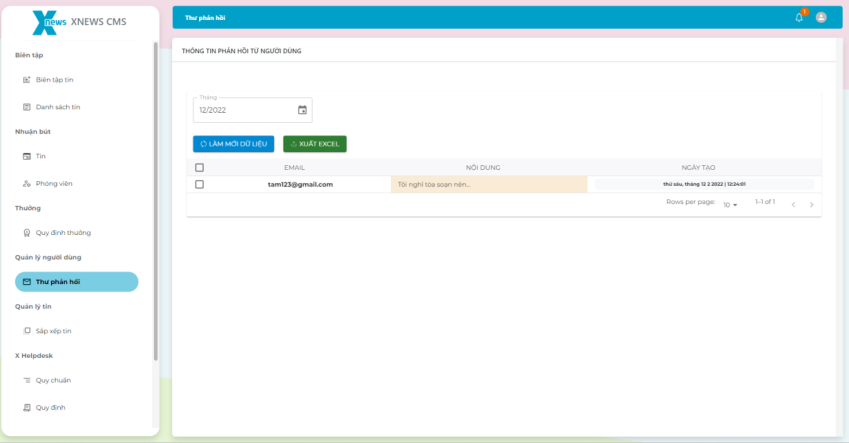 Xnews XNEWS CMS
Biên tập
Biên tập tin
Danh sách tin
Nhuận bút
Tin
Phóng viên
Thưởng
Quy định thưởng
Quản lý người dùng
Thư phản hồi
Quản lý tin
Sắp xếp tin
X Helpdesk
Quy chuẩn
Quy định
Thư phản hồi
1
THÔNG TIN PHẢN HỒI TỪ NGƯỜI DÙNG
Tháng
12/2022
LÀM MỚI DỮ LIỆU XUẤT EXCEL
EMAIL NỘI DUNG NGÀY TẠO
tam123@gmail.com Tôi nghĩ tòa soạn nên... thứ sáu, tháng 12 2 2022 | 12:24:01
Rows per page: 10 1–1 of 1